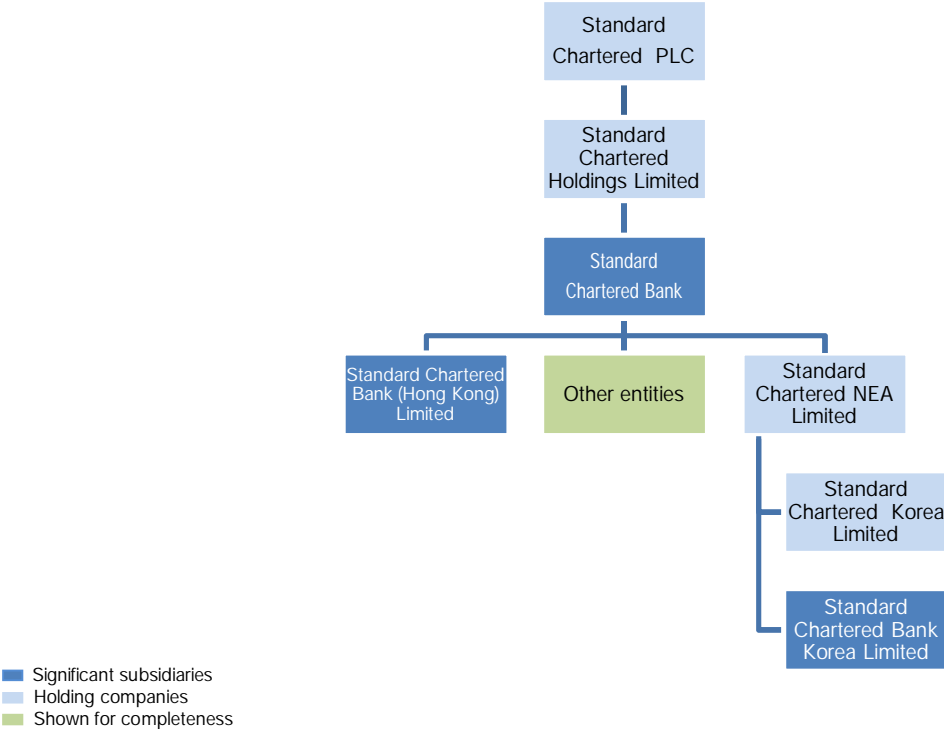 Standard
Chartered PLC
Standard
Chartered
Holdings Limited
Standard
Chartered Bank
Standard Chartered
Bank (Hong Kong)
Limited
Other entities
Standard
Chartered NEA
Limited
Standard
Chartered Korea
Limited
Standard
Chartered Bank
Korea Limited
Significant subsidiaries
Holding companies
Shown for completeness